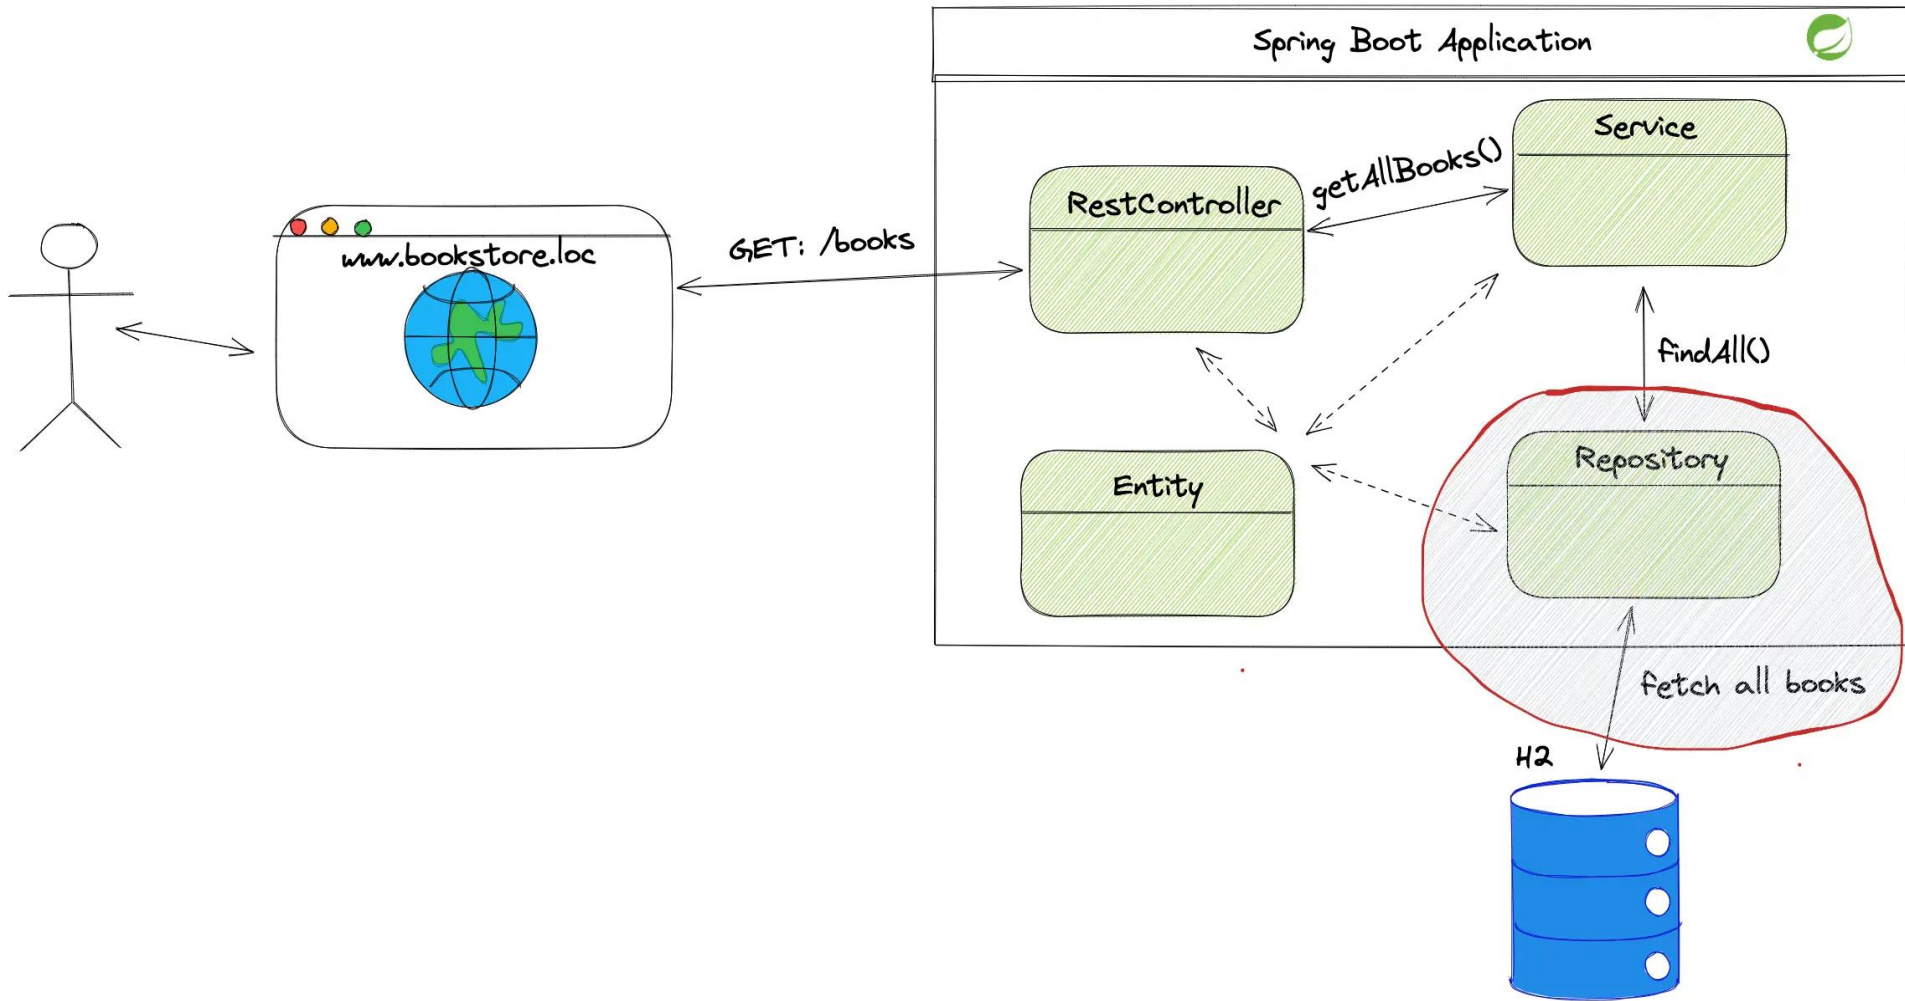 Spring Boot Application
Service
getAllBooks()
RestController
GET: /books
www.bookstore.loc
findAll()
Repository
Entity
fetch all books
H2